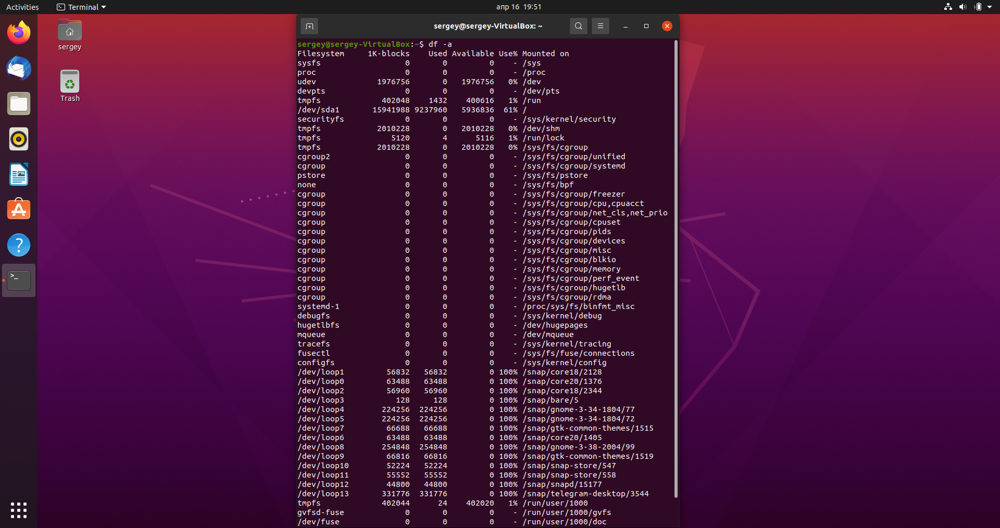 Activities Terminal апр 16 19:51
sergey
Trash
sergey@sergey-VirtualBox: ~
sergey@sergey-VirtualBox:~$ df -a
Filesystem 1K-blocks Used Available Use% Mounted on
sysfs 0 0 0 - /sys
proc 0 0 0 - /proc
udev 1976756 0 1976756 0% /dev
devpts 0 0 0 - /dev/pts
tmpfs 402048 1432 400616 1% /run
/dev/sda1 15941988 9237960 5936836 61% /
securityfs 0 0 0 - /sys/kernel/security
tmpfs 2010228 0 2010228 0% /dev/shm
tmpfs 5120 4 5116 1% /run/lock
tmpfs 2010228 0 2010228 0% /sys/fs/cgroup
cgroup2 0 0 0 - /sys/fs/cgroup/unified
cgroup 0 0 0 - /sys/fs/cgroup/systemd
pstore 0 0 0 - /sys/fs/pstore
none 0 0 0 - /sys/fs/bpf
cgroup 0 0 0 - /sys/fs/cgroup/freezer
cgroup 0 0 0 - /sys/fs/cgroup/cpu,cpuacct
cgroup 0 0 0 - /sys/fs/cgroup/net_cls,net_prio
cgroup 0 0 0 - /sys/fs/cgroup/cpuset
cgroup 0 0 0 - /sys/fs/cgroup/pids
cgroup 0 0 0 - /sys/fs/cgroup/devices
cgroup 0 0 0 - /sys/fs/cgroup/misc
cgroup 0 0 0 - /sys/fs/cgroup/blkio
cgroup 0 0 0 - /sys/fs/cgroup/memory
cgroup 0 0 0 - /sys/fs/cgroup/perf_event
cgroup 0 0 0 - /sys/fs/cgroup/hugetlb
cgroup 0 0 0 - /sys/fs/cgroup/rdma
systemd-1 0 0 0 - /proc/sys/fs/binfmt_misc
debugfs 0 0 0 - /sys/kernel/debug
hugetlbfs 0 0 0 - /dev/hugepages
mqueue 0 0 0 - /dev/mqueue
tracefs 0 0 0 - /sys/kernel/tracing
fusectl 0 0 0 - /sys/fs/fuse/connections
configfs 0 0 0 - /sys/kernel/config
/dev/loop1 56832 56832 0 100% /snap/core18/2128
/dev/loop0 63488 63488 0 100% /snap/core20/1376
/dev/loop2 56960 56960 0 100% /snap/core18/2344
/dev/loop3 128 128 0 100% /snap/bare/5
/dev/loop4 224256 224256 0 100% /snap/gnome-3-34-1804/77
/dev/loop5 224256 224256 0 100% /snap/gnome-3-34-1804/72
/dev/loop7 66688 66688 0 100% /snap/gtk-common-themes/1515
/dev/loop6 63488 63488 0 100% /snap/core20/1405
/dev/loop8 254848 254848 0 100% /snap/gnome-3-38-2004/99
/dev/loop9 66816 66816 0 100% /snap/gtk-common-themes/1519
/dev/loop10 52224 52224 0 100% /snap/snap-store/547
/dev/loop11 55552 55552 0 100% /snap/snap-store/558
/dev/loop12 44800 44800 0 100% /snap/snapd/15177
/dev/loop13 331776 331776 0 100% /snap/telegram-desktop/3544
tmpfs 402044 24 402020 1% /run/user/1000
gvfsd-fuse 0 0 0 - /run/user/1000/gvfs
/dev/fuse 0 0 0 - /run/user/1000/doc